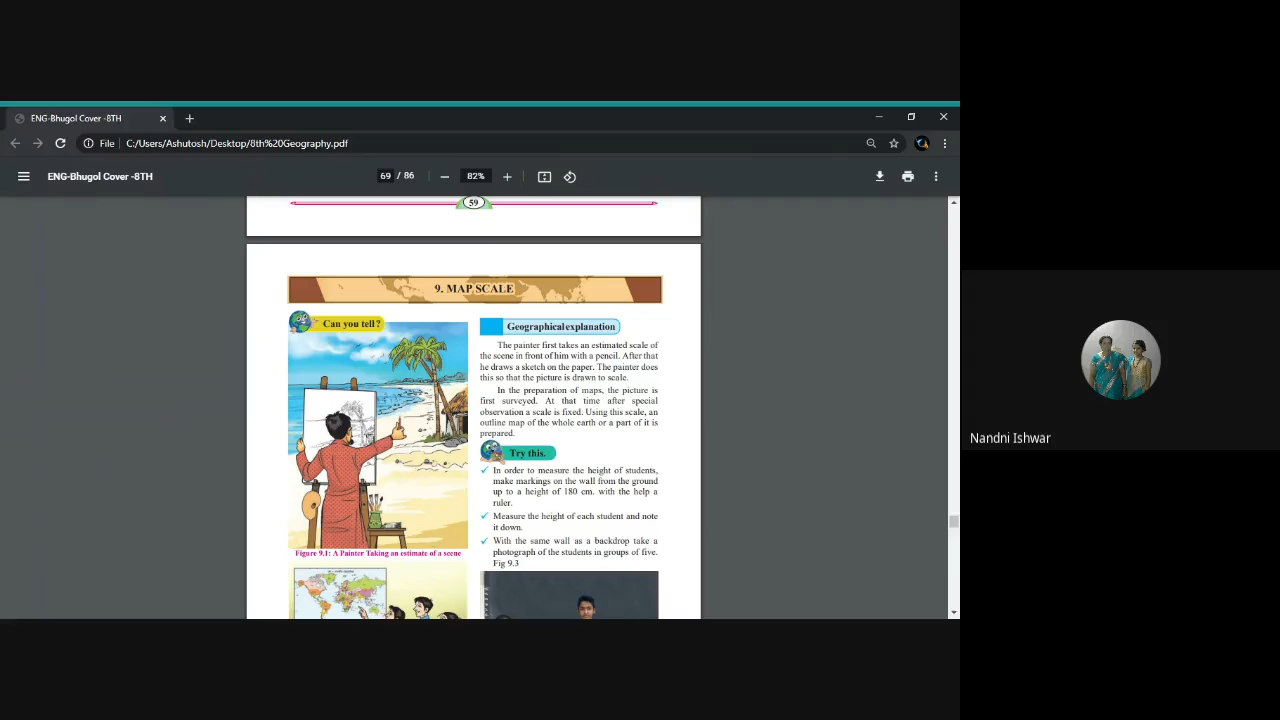 ENG-Bhugol Cover -8TH
File
C:/Users/Ashutosh/Desktop/8th%20Geography.pdf
ENG-Bhugol Cover -8TH
69 / 86
82%
59
9. MAP SCALE
Can you tell?
Figure 9.1: A Painter Taking an estimate of a scene
Geographical explanation
The painter first takes an estimated scale of
the scene in front of him with a pencil. After that
he draws a sketch on the paper. The painter does
this so that the picture is drawn to scale.
In the preparation of maps, the picture is
first surveyed. At that time after special
observation a scale is fixed. Using this scale, an
outline map of the whole earth or a part of it is
prepared.
Try this.
✓ In order to measure the height of students,
make markings on the wall from the ground
up to a height of 180 cm. with the help a
ruler.
✓ Measure the height of each student and note
it down.
✓ With the same wall as a backdrop take a
photograph of the students in groups of five.
Fig 9.3
Nandni Ishwar